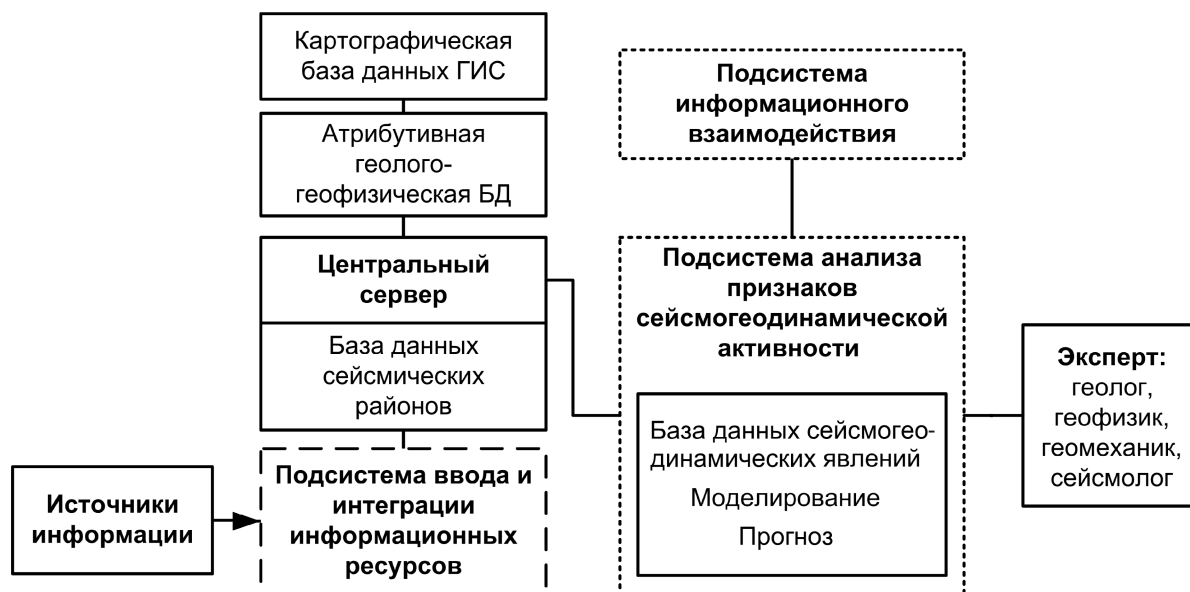 Картографическая
база данных ГИС
Атрибутивная
геолого-
геофизическая БД
Центральный
сервер
База данных
сейсмических
районов
Источники
информации
Подсистема ввода и
интеграции
информационных
ресурсов
Подсистема
информационного
взаимодействия
Подсистема анализа
признаков
сейсмогеодинамической
активности
База данных сейсмогео-
динамических явлений
Моделирование
Прогноз
Эксперт:
геолог,
геофизик,
геомеханик,
сейсмолог